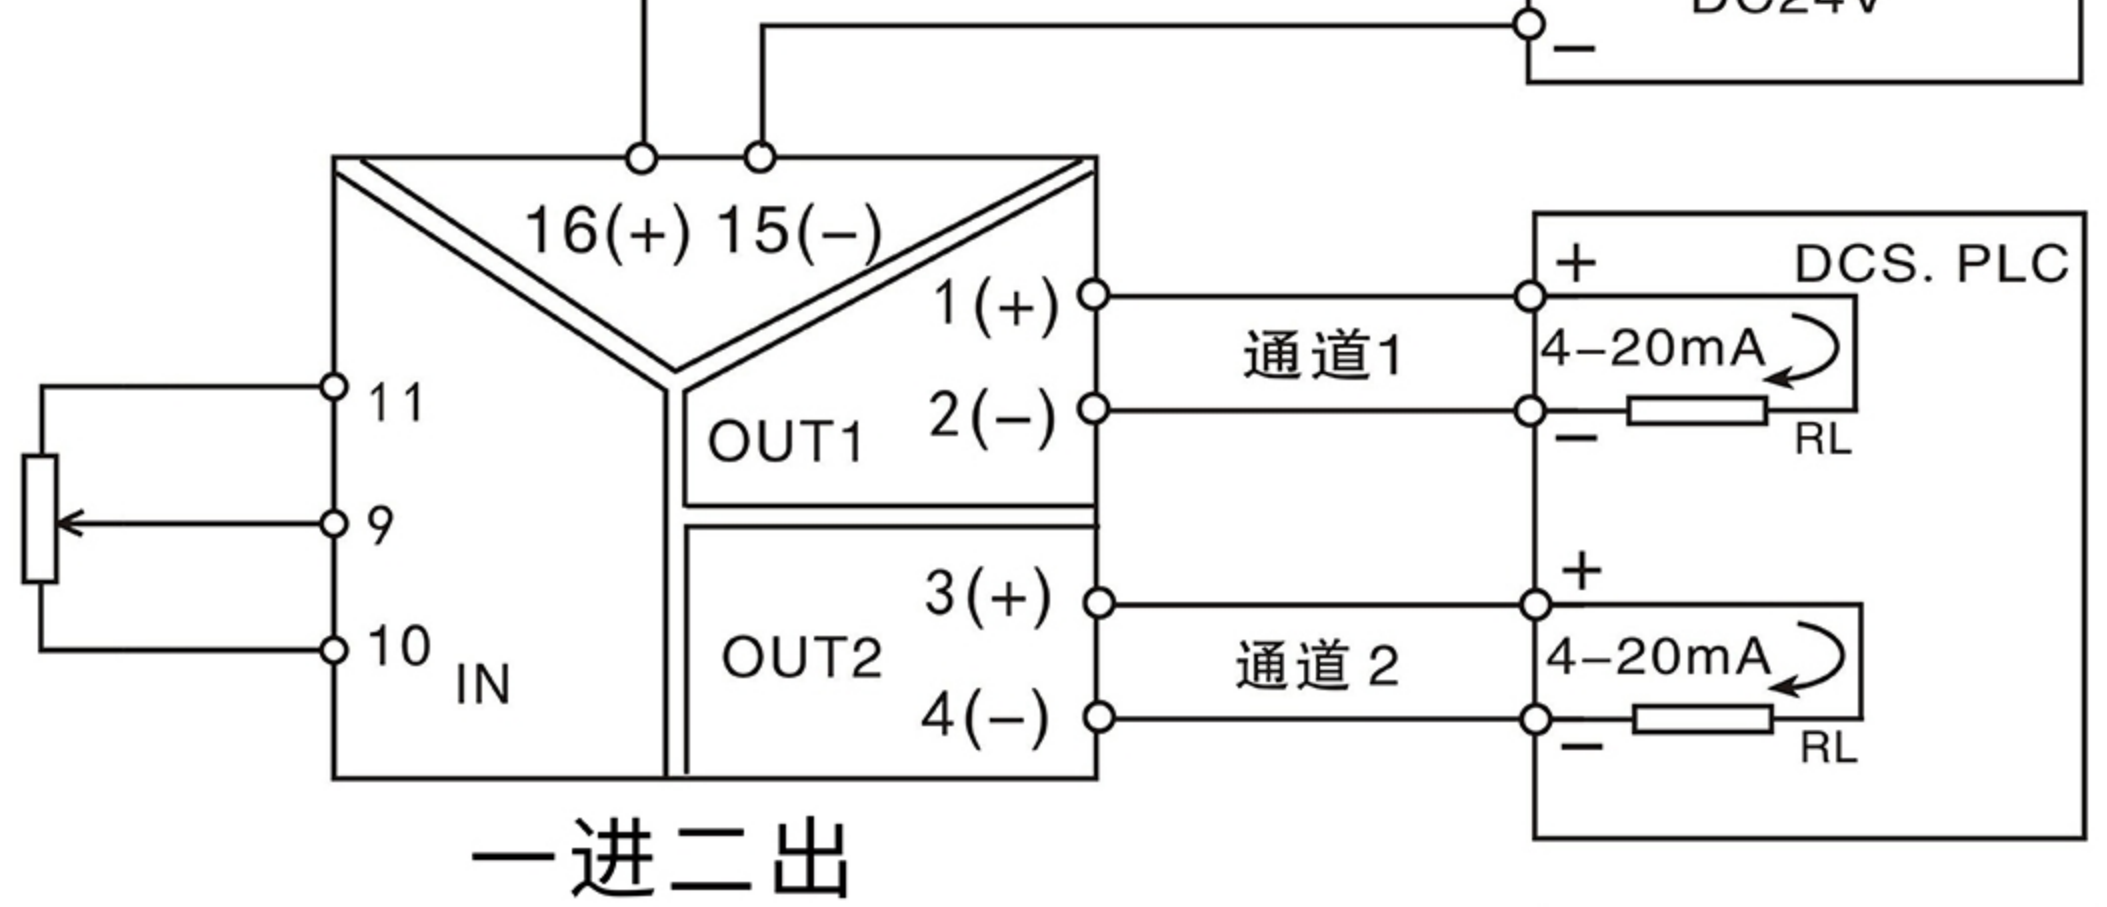 DC24V
−
16(+) 15(−)
DCS. PLC
+
1(+)
通道1
4−20mA
2(−)
−
RL
OUT1
11
9
10
IN
+
3(+)
通道 2
4−20mA
OUT2
4(−)
−
RL
一进二出